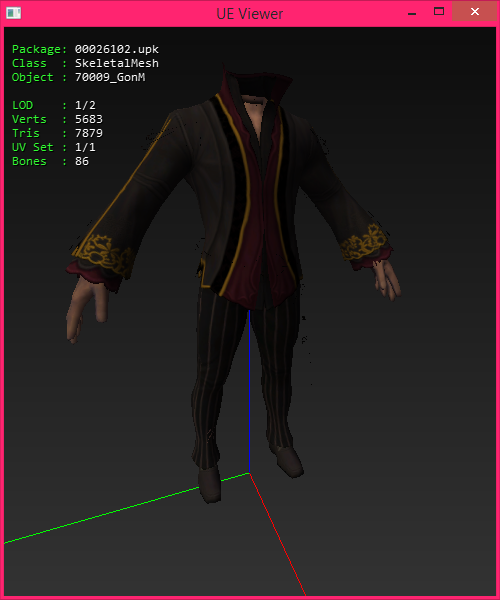 UE Viewer
Package: 00026102.upk
Class  : SkeletalMesh
Object : 70009_GonM
LOD    : 1/2
Verts  : 5683
Tris   : 7879
UV Set : 1/1
Bones  : 86